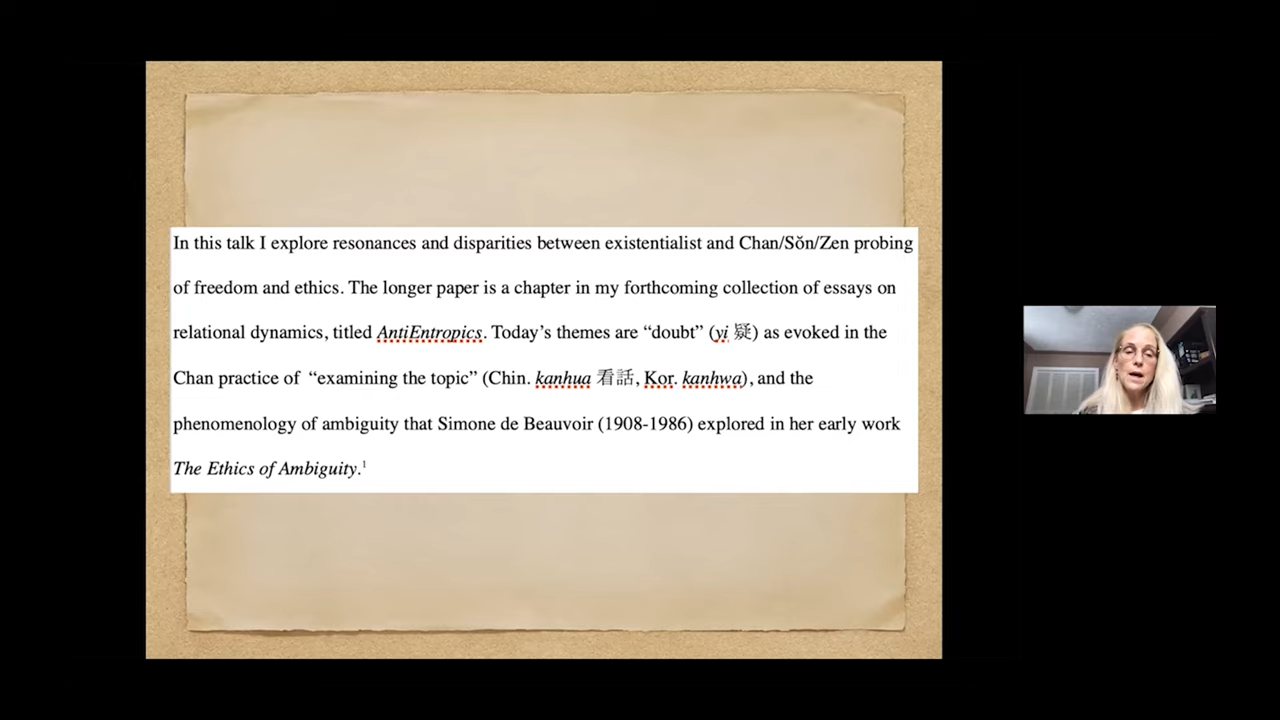 In this talk I explore resonances and disparities between existentialist and Chan/Sŏn/Zen probing
of freedom and ethics. The longer paper is a chapter in my forthcoming collection of essays on
relational dynamics, titled AntiEntropics. Today’s themes are “doubt” (yi 疑) as evoked in the
Chan practice of “examining the topic” (Chin. kanhua 看話, Kor. kanhwa), and the
phenomenology of ambiguity that Simone de Beauvoir (1908-1986) explored in her early work
The Ethics of Ambiguity.¹